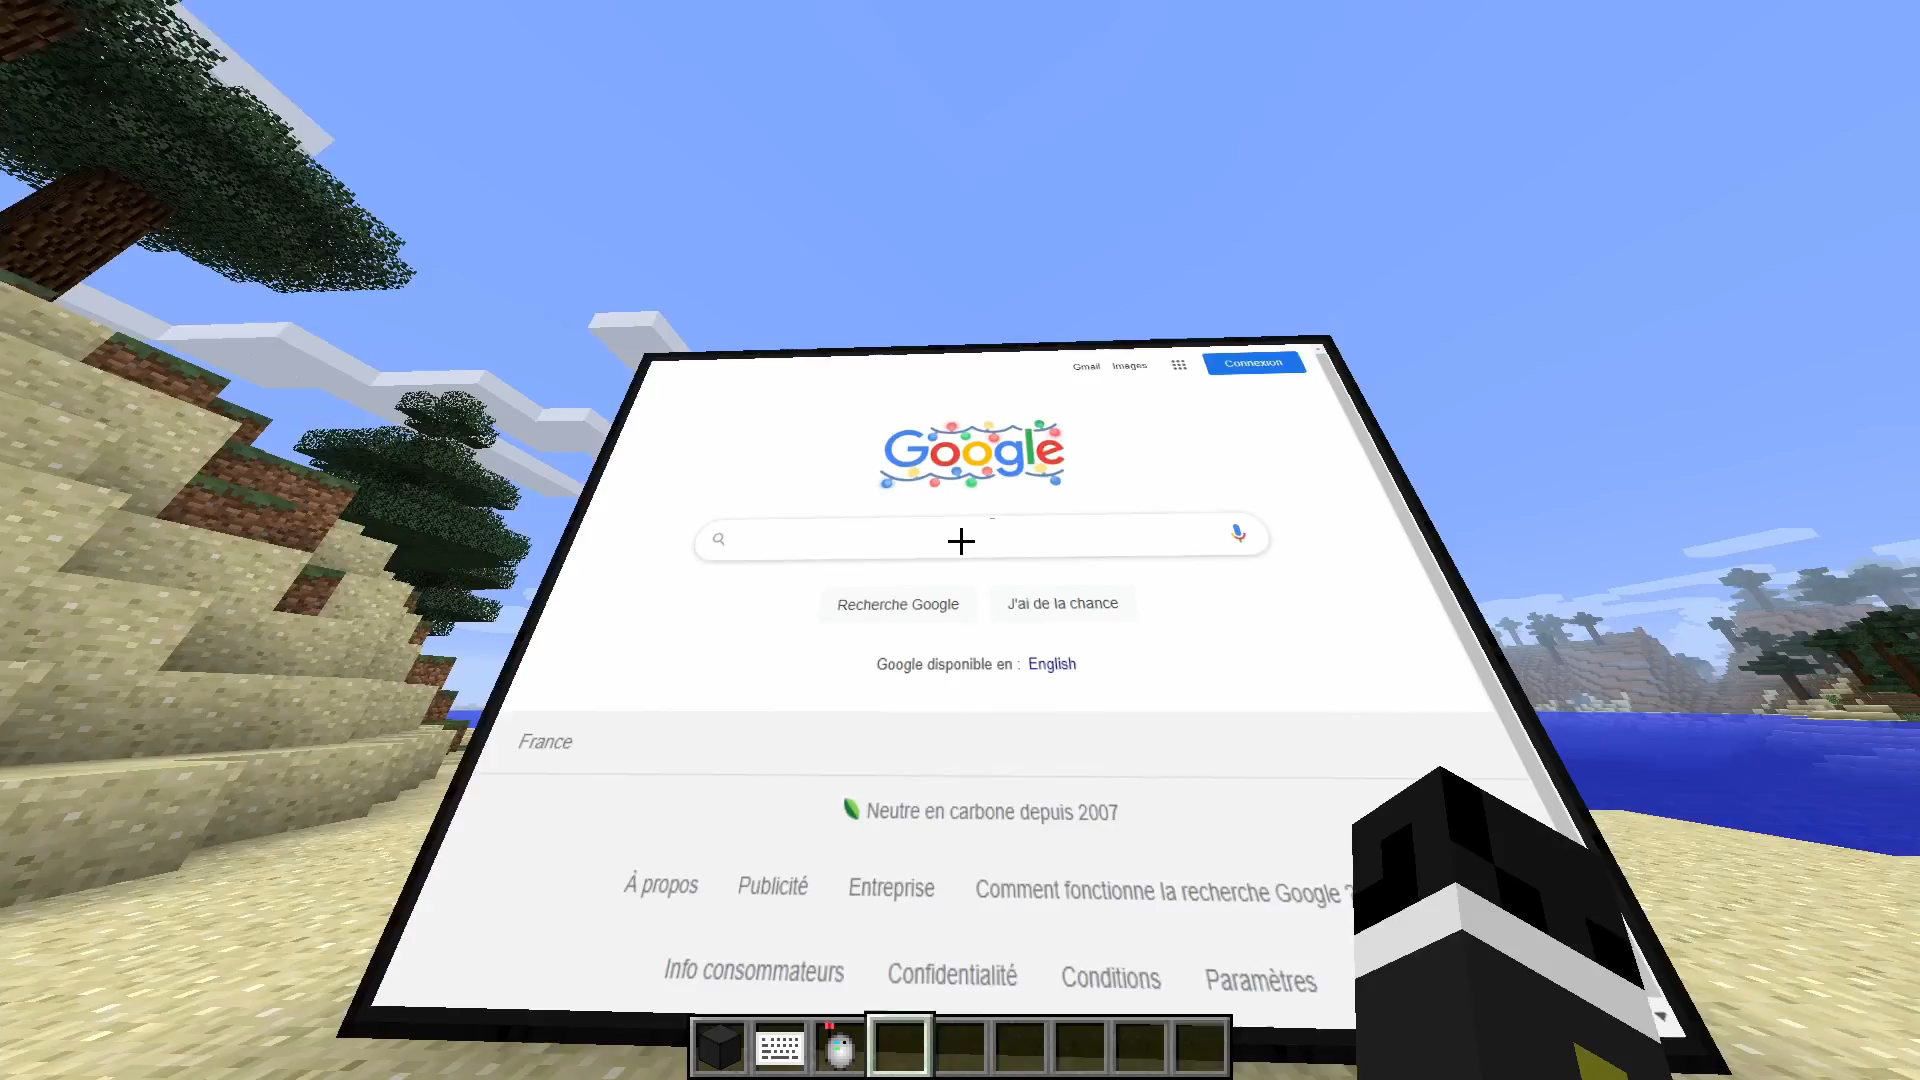 Gmail Images Connexion
Google
Recherche Google J'ai de la chance
Google disponible en : English
France
Neutre en carbone depuis 2007
À propos Publicité Entreprise Comment fonctionne la recherche Google ?
Info consommateurs Confidentialité Conditions Paramètres